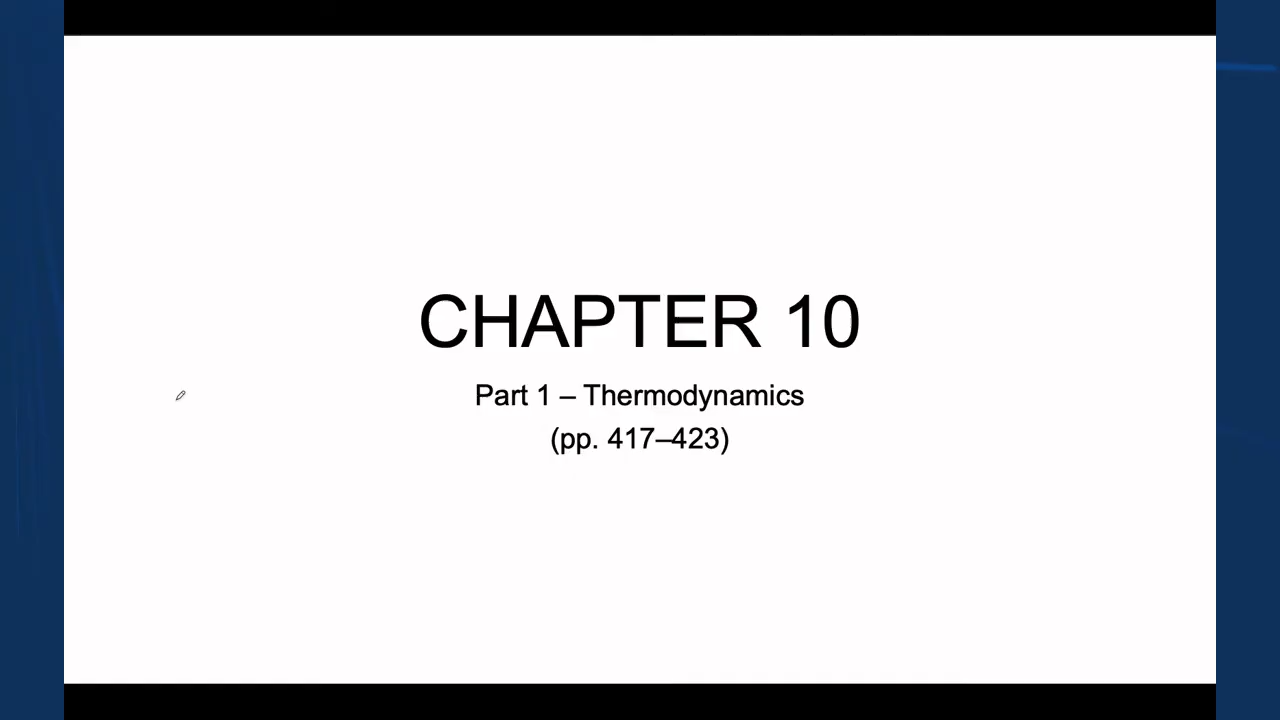 CHAPTER 10
Part 1 – Thermodynamics
(pp. 417–423)